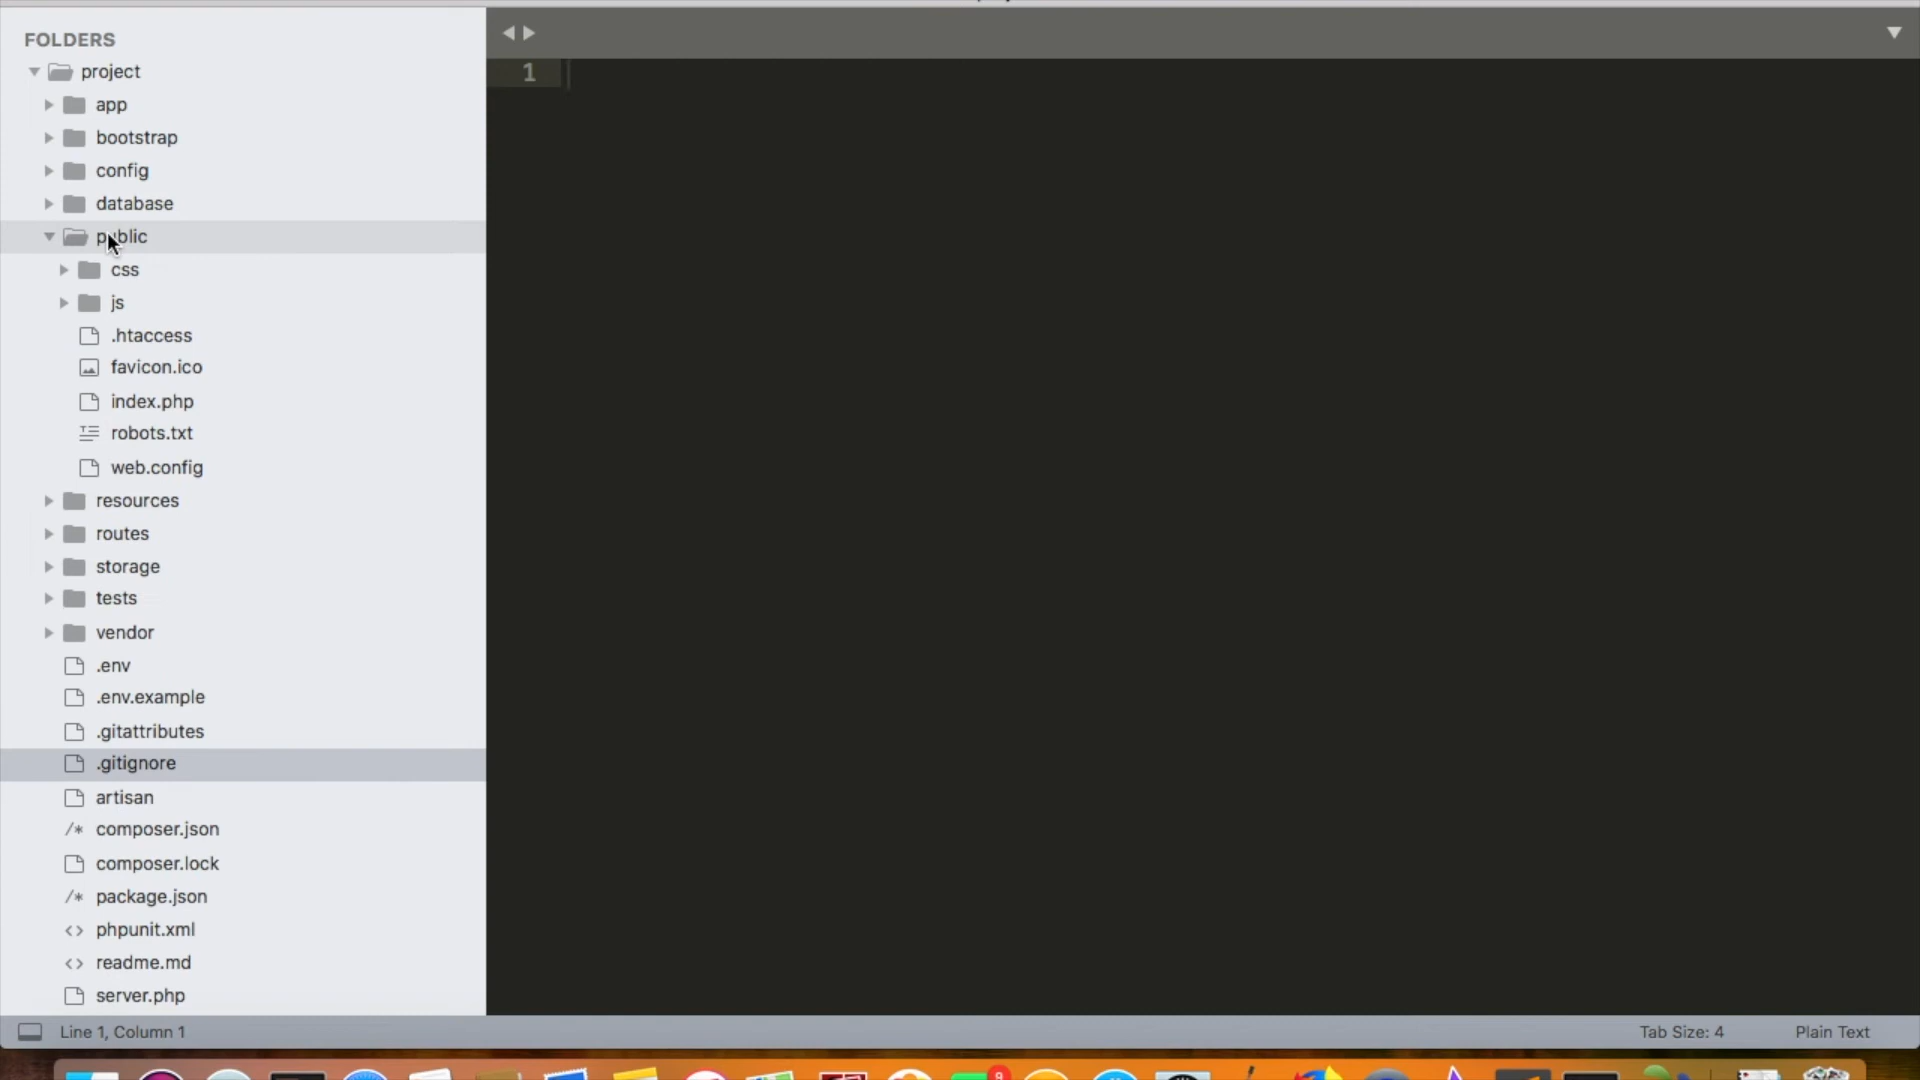 FOLDERS
project
app
bootstrap
config
database
public
css
js
.htaccess
favicon.ico
index.php
robots.txt
web.config
resources
routes
storage
tests
vendor
.env
.env.example
.gitattributes
.gitignore
artisan
/* composer.json
composer.lock
/* package.json
<> phpunit.xml
<> readme.md
server.php
1
Line 1, Column 1
Tab Size: 4
Plain Text
9